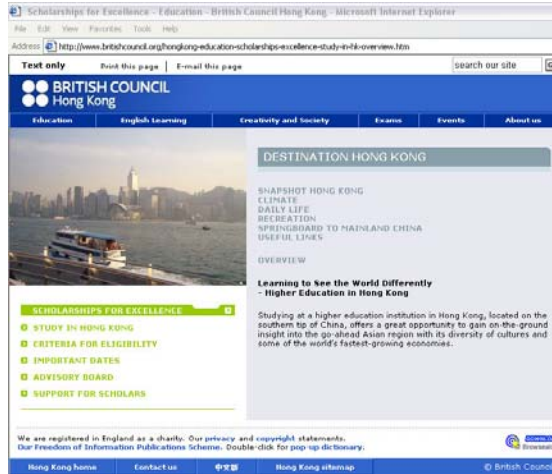 Scholarships for Excellence - Education - British Council Hong Kong - Microsoft Internet Explorer
File Edit View Favorites Tools Help
Address http://www.britishcouncil.org/hongkong-education-scholarships-excellence-study-in-hk-overview.htm
Text only Print this page E-mail this page search our site
BRITISH COUNCIL
Hong Kong
Education English Learning Creativity and Society Exams Events About us
DESTINATION HONG KONG
SNAPSHOT HONG KONG
CLIMATE
DAILY LIFE
RECREATION
SPRINGBOARD TO MAINLAND CHINA
USEFUL LINKS
OVERVIEW
Learning to See the World Differently
- Higher Education in Hong Kong
Studying at a higher education institution in Hong Kong, located on the
southern tip of China, offers a great opportunity to gain on-the-ground
insight into the go-ahead Asian region with its diversity of cultures and
some of the world's fastest-growing economies.
SCHOLARSHIPS FOR EXCELLENCE
STUDY IN HONG KONG
CRITERIA FOR ELIGIBILITY
IMPORTANT DATES
ADVISORY BOARD
SUPPORT FOR SCHOLARS
We are registered in England as a charity. Our privacy and copyright statements.
Our Freedom of Information Publications Scheme. Double-click for pop up dictionary.
Hong Kong home Contact us 中文版 Hong Kong sitemap © British Counc